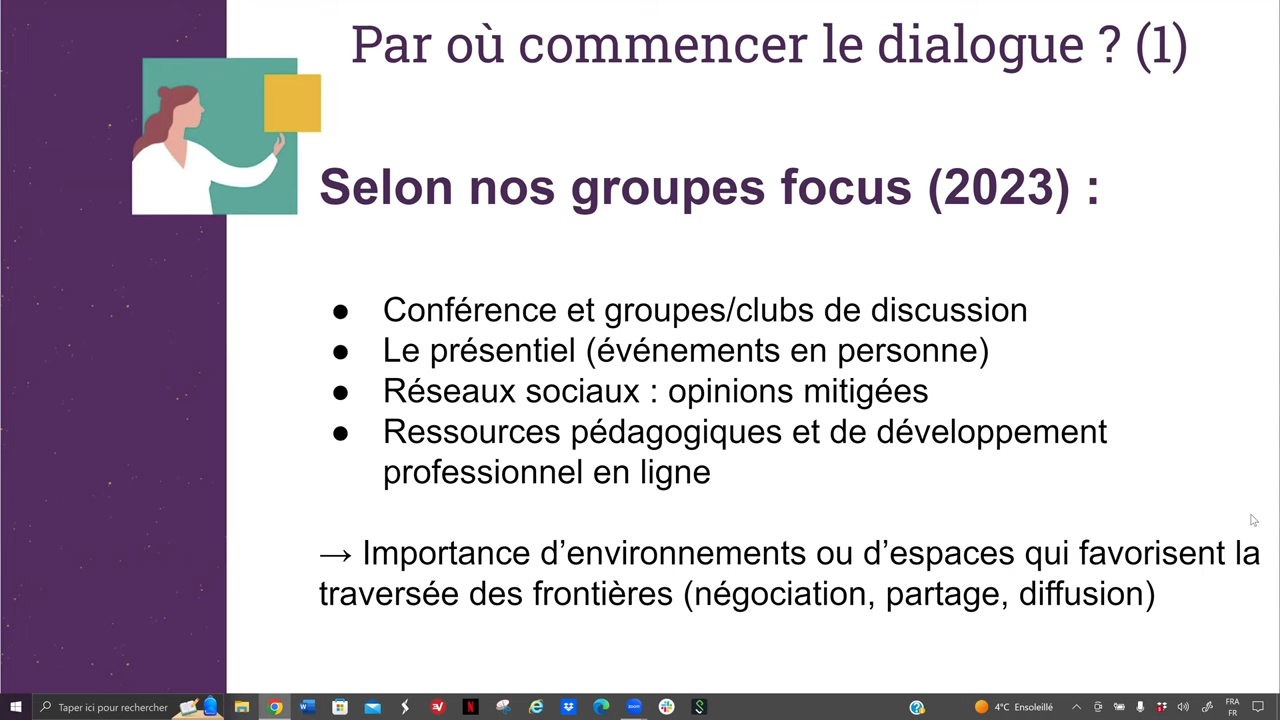 Par où commencer le dialogue ? (1)
Selon nos groupes focus (2023) :
● Conférence et groupes/clubs de discussion
● Le présentiel (événements en personne)
● Réseaux sociaux : opinions mitigées
● Ressources pédagogiques et de développement
professionnel en ligne
→ Importance d’environnements ou d’espaces qui favorisent la
traversée des frontières (négociation, partage, diffusion)
Taper ici pour rechercher
4°C Ensoleillé
FRA
FR